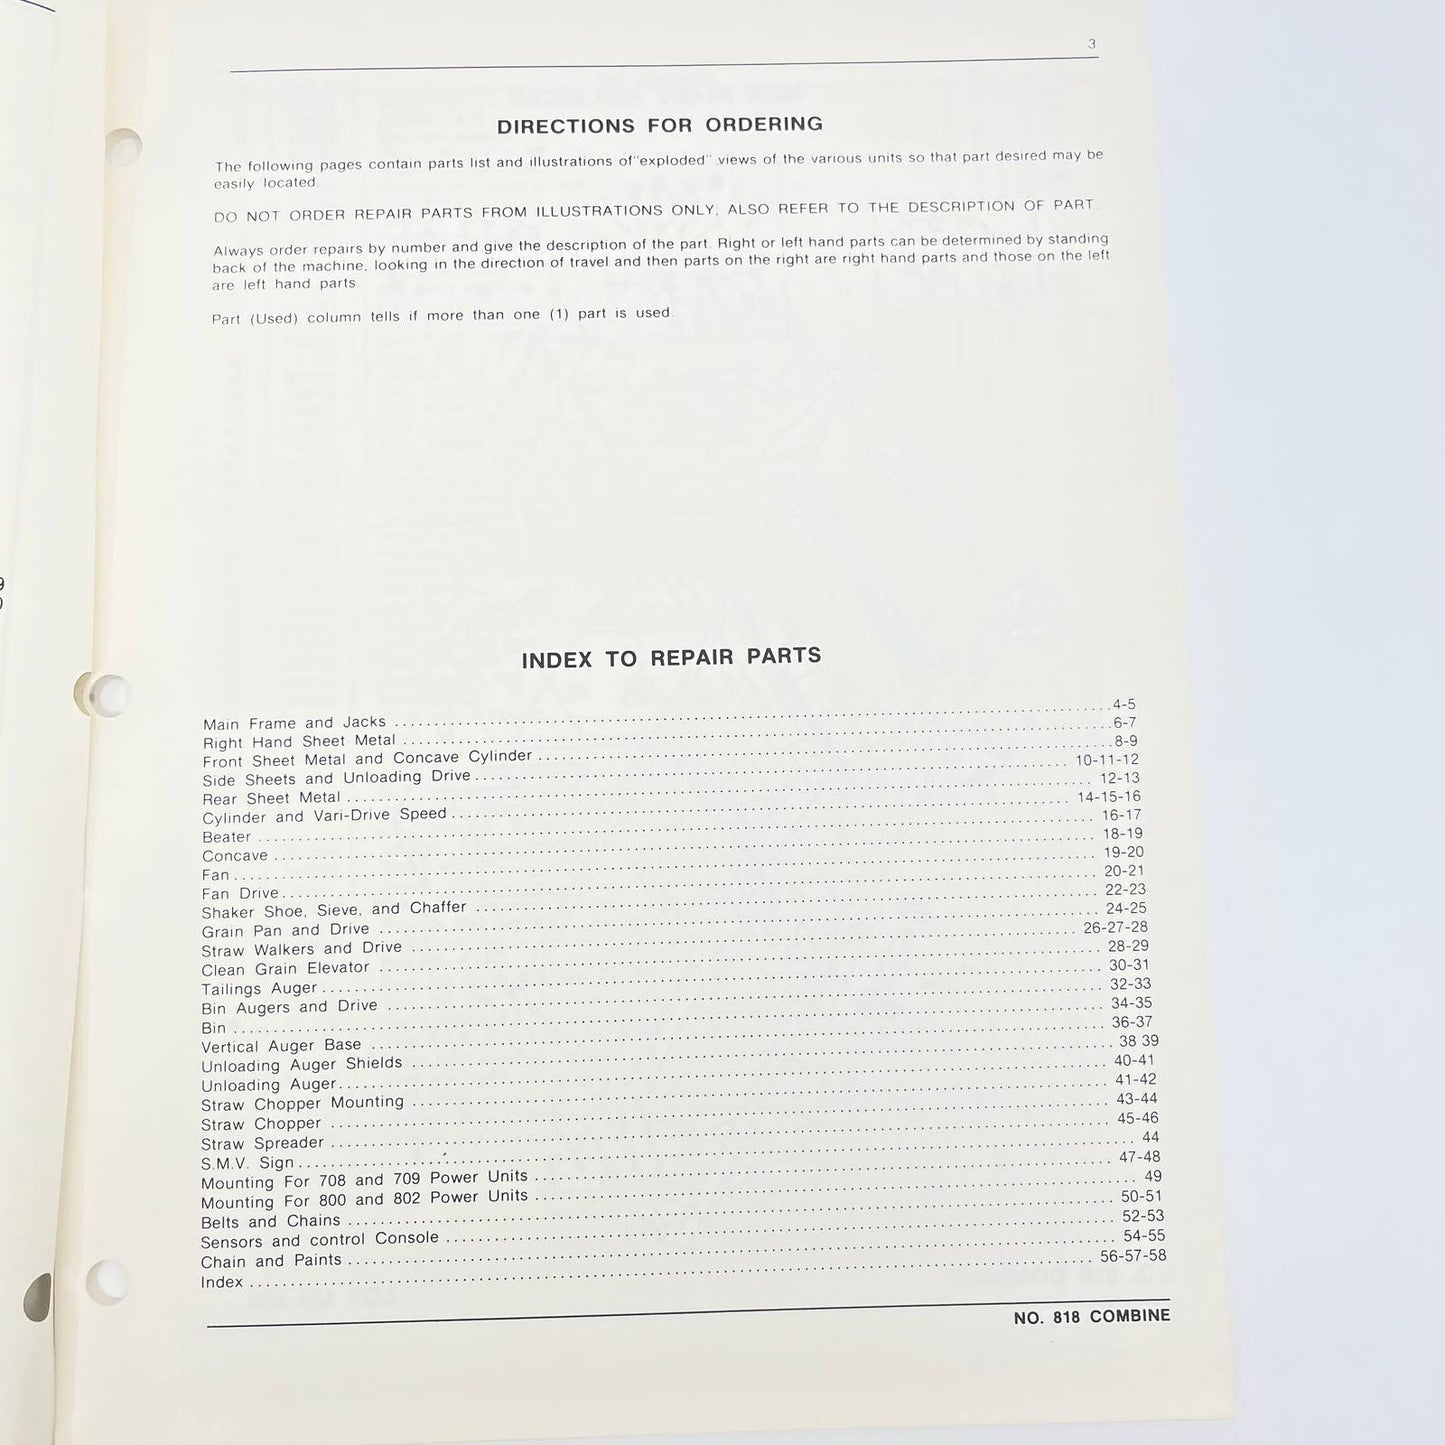 3
DIRECTIONS FOR ORDERING
The following pages contain parts list and illustrations of "exploded" views of the various units so that part desired may be
easily located.
DO NOT ORDER REPAIR PARTS FROM ILLUSTRATIONS ONLY, ALSO REFER TO THE DESCRIPTION OF PART.
Always order repairs by number and give the description of the part. Right or left hand parts can be determined by standing
back of the machine, looking in the direction of travel and then parts on the right are right hand parts and those on the left
are left hand parts.
Part (Used) column tells if more than one (1) part is used.
INDEX TO REPAIR PARTS
Main Frame and Jacks 4-5
Right Hand Sheet Metal 6-7
Front Sheet Metal and Concave Cylinder 8-9
Side Sheets and Unloading Drive 10-11-12
Rear Sheet Metal 12-13
Cylinder and Vari-Drive Speed 14-15-16
Beater 16-17
Concave 18-19
Fan 19-20
Fan Drive 20-21
Shaker Shoe, Sieve, and Chaffer 22-23
Grain Pan and Drive 24-25
Straw Walkers and Drive 26-27-28
Clean Grain Elevator 28-29
Tailings Auger 30-31
Bin Augers and Drive 32-33
Bin 34-35
Vertical Auger Base 36-37
Unloading Auger Shields 38 39
Unloading Auger 40-41
Straw Chopper Mounting 41-42
Straw Chopper 43-44
Straw Spreader 45-46
S.M.V. Sign 44
Mounting For 708 and 709 Power Units 47-48
Mounting For 800 and 802 Power Units 49
Belts and Chains 50-51
Sensors and control Console 52-53
Chain and Paints 54-55
Index 56-57-58
NO. 818 COMBINE